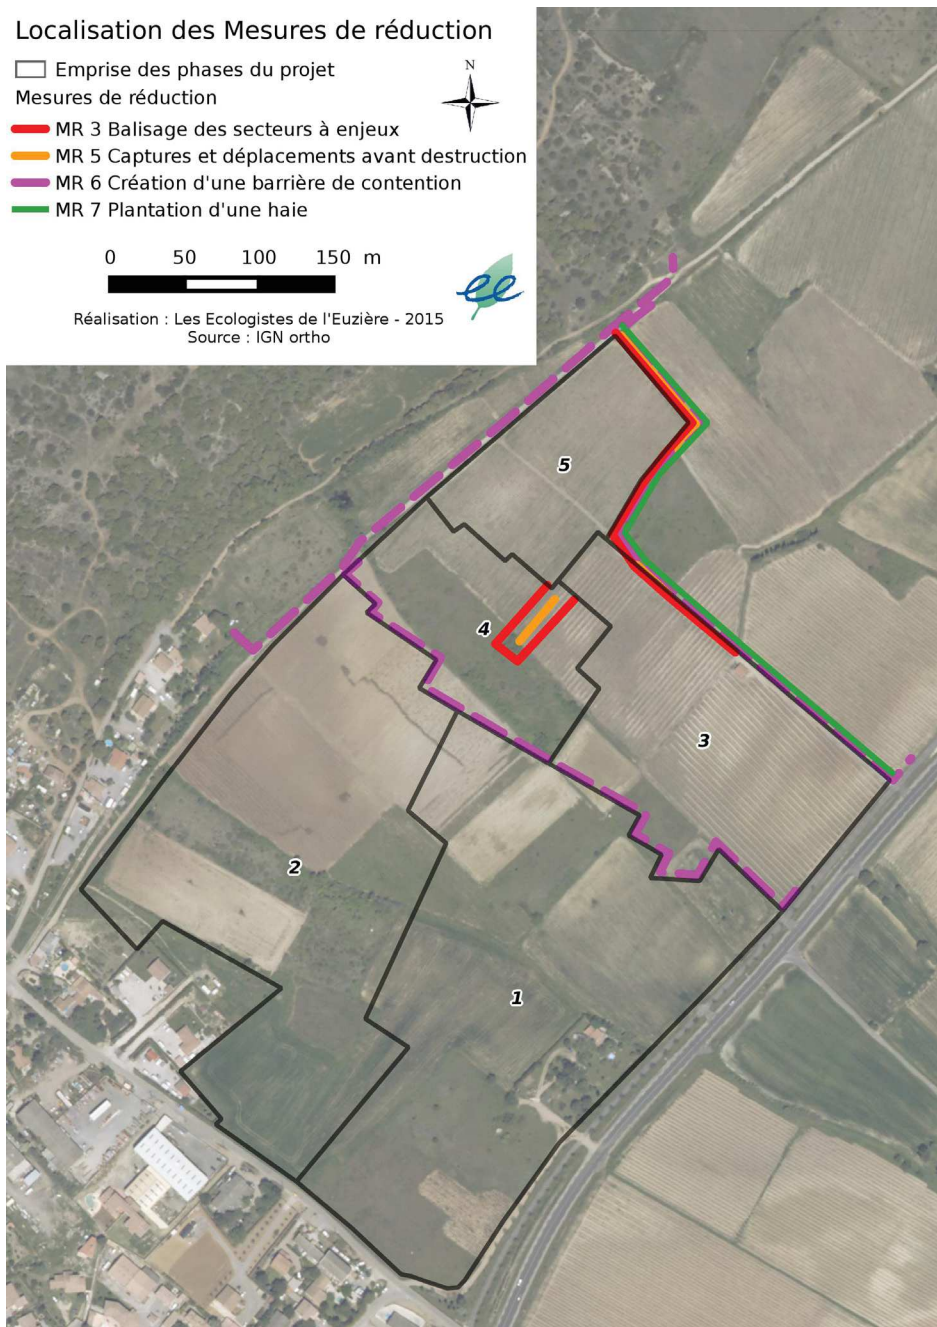 Localisation des Mesures de réduction
Emprise des phases du projet
Mesures de réduction
N
MR 3 Balisage des secteurs à enjeux
MR 5 Captures et déplacements avant destruction
MR 6 Création d'une barrière de contention
MR 7 Plantation d'une haie
0 50 100 150 m
ee
Réalisation : Les Ecologistes de l'Euzière - 2015
Source : IGN ortho
5
4
3
2
1